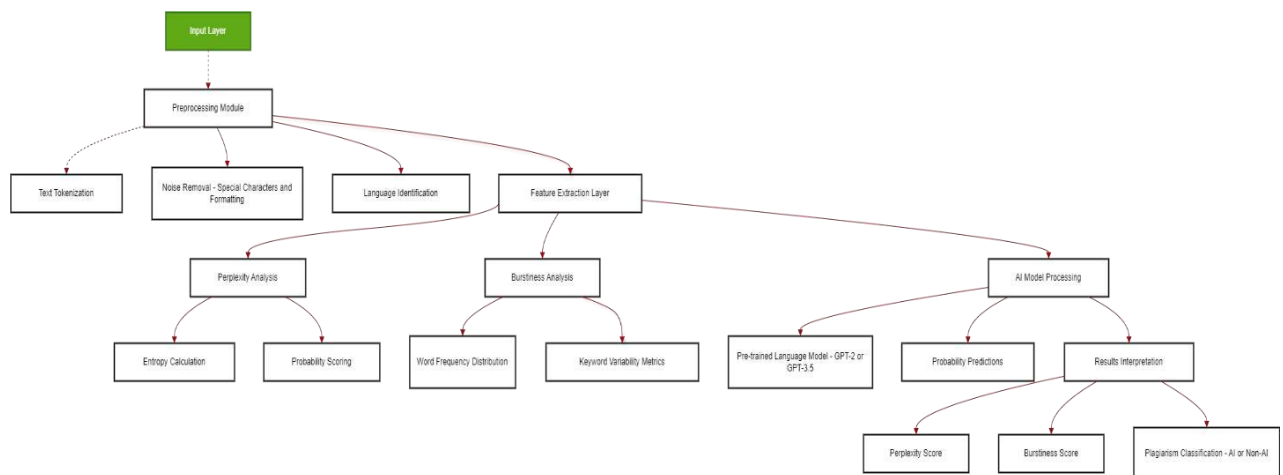 Input Layer
Preprocessing Module
Text Tokenization
Noise Removal - Special Characters and
Formatting
Language Identification
Feature Extraction Layer
Perplexity Analysis
Burstiness Analysis
AI Model Processing
Entropy Calculation
Probability Scoring
Word Frequency Distribution
Keyword Variability Metrics
Pre-trained Language Model - GPT-2 or
GPT-3.5
Probability Predictions
Results Interpretation
Perplexity Score
Burstiness Score
Plagiarism Classification - AI or Non-AI